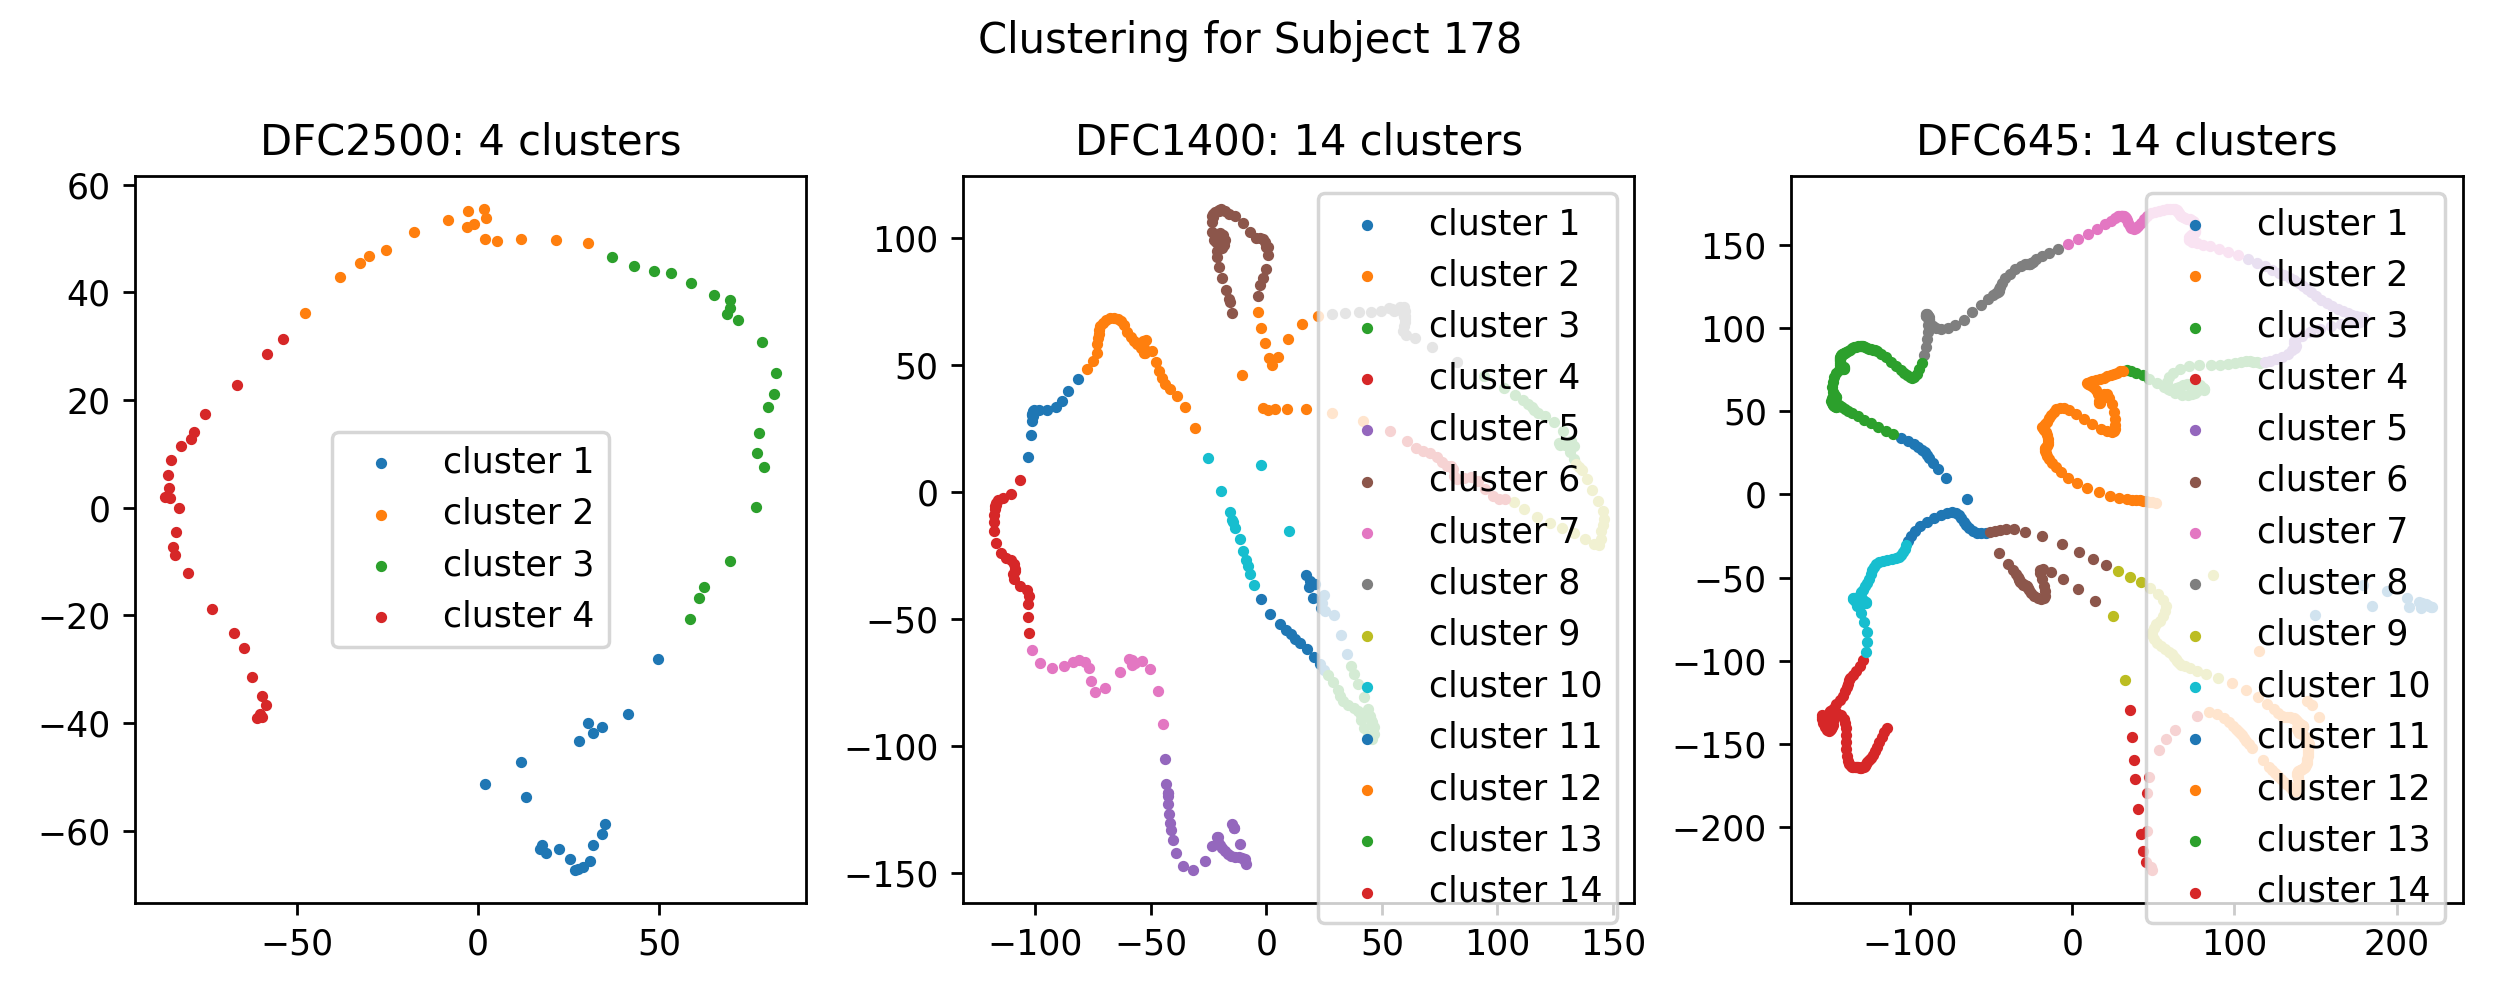 Clustering for Subject 178
DFC2500: 4 clusters
60
40
20
0
−20
−40
−60
−50
0
50
cluster 1
cluster 2
cluster 3
cluster 4
DFC1400: 14 clusters
100
50
0
−50
−100
−150
−100
−50
0
50
100
150
cluster 1
cluster 2
cluster 3
cluster 4
cluster 5
cluster 6
cluster 7
cluster 8
cluster 9
cluster 10
cluster 11
cluster 12
cluster 13
cluster 14
DFC645: 14 clusters
150
100
50
0
−50
−100
−150
−200
−100
0
100
200
cluster 1
cluster 2
cluster 3
cluster 4
cluster 5
cluster 6
cluster 7
cluster 8
cluster 9
cluster 10
cluster 11
cluster 12
cluster 13
cluster 14